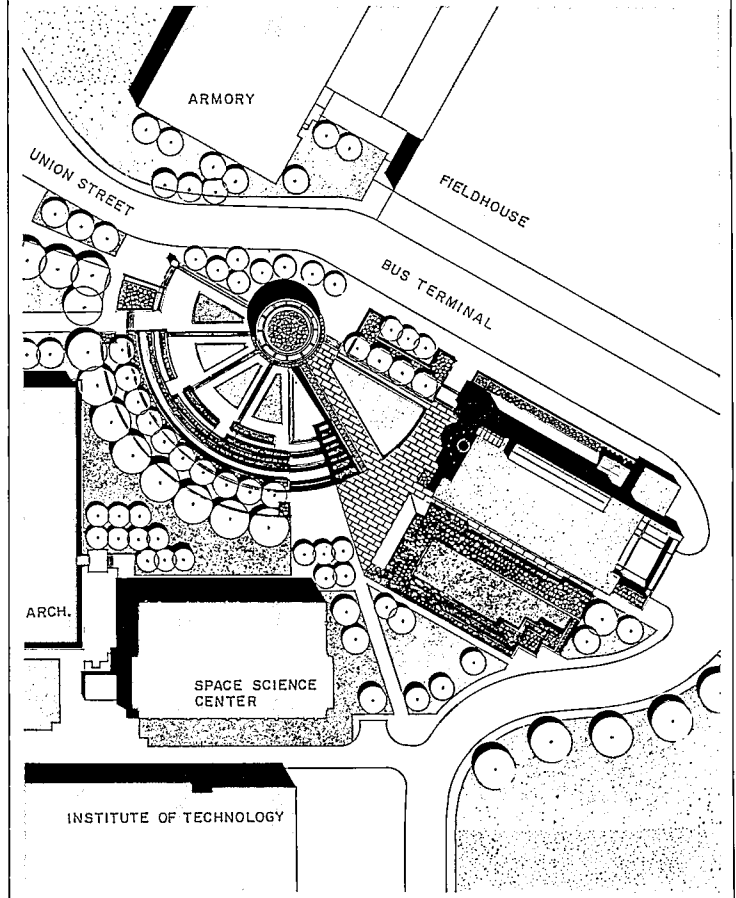 ARMORY
UNION STREET
FIELDHOUSE
BUS TERMINAL
ARCH.
SPACE SCIENCE
CENTER
INSTITUTE OF TECHNOLOGY